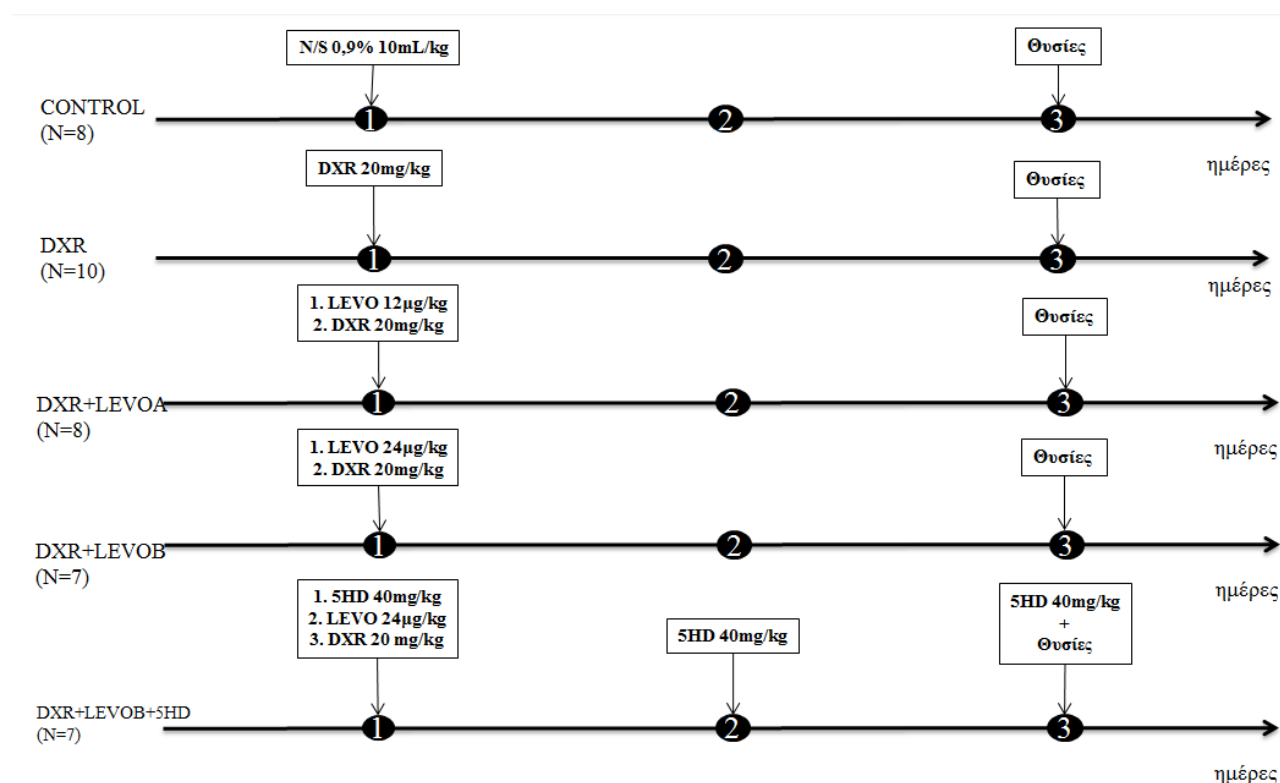 N/S 0,9% 10mL/kg
Θυσίες
CONTROL
(N=8)
1
2
3
ημέρες
DXR 20mg/kg
Θυσίες
DXR
(N=10)
1
2
3
ημέρες
1. LEVO 12μg/kg
2. DXR 20mg/kg
Θυσίες
DXR+LEVOA
(N=8)
1
2
3
ημέρες
1. LEVO 24μg/kg
2. DXR 20mg/kg
Θυσίες
DXR+LEVOB
(N=7)
1
2
3
ημέρες
1. 5HD 40mg/kg
2. LEVO 24μg/kg
3. DXR 20 mg/kg
5HD 40mg/kg
5HD 40mg/kg
+
Θυσίες
DXR+LEVOB+5HD
(N=7)
1
2
3
ημέρες